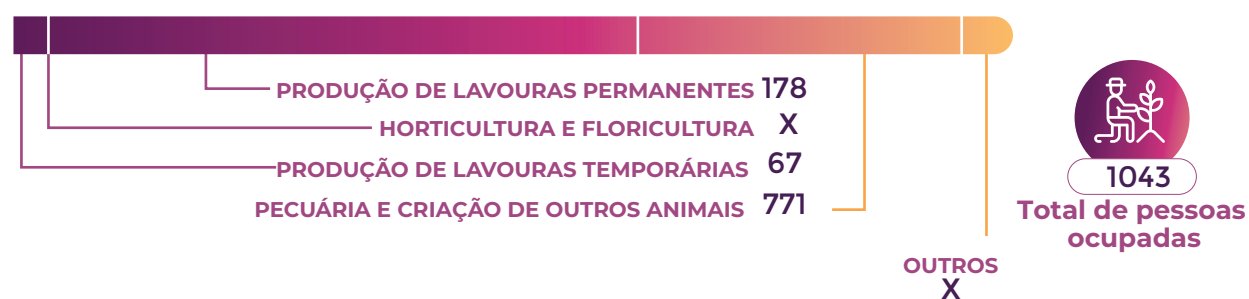 PRODUÇÃO DE LAVOURAS PERMANENTES 178
HORTICULTURA E FLORICULTURA X
PRODUÇÃO DE LAVOURAS TEMPORÁRIAS 67
PECUÁRIA E CRIAÇÃO DE OUTROS ANIMAIS 771
OUTROS
X
1043
Total de pessoas
ocupadas